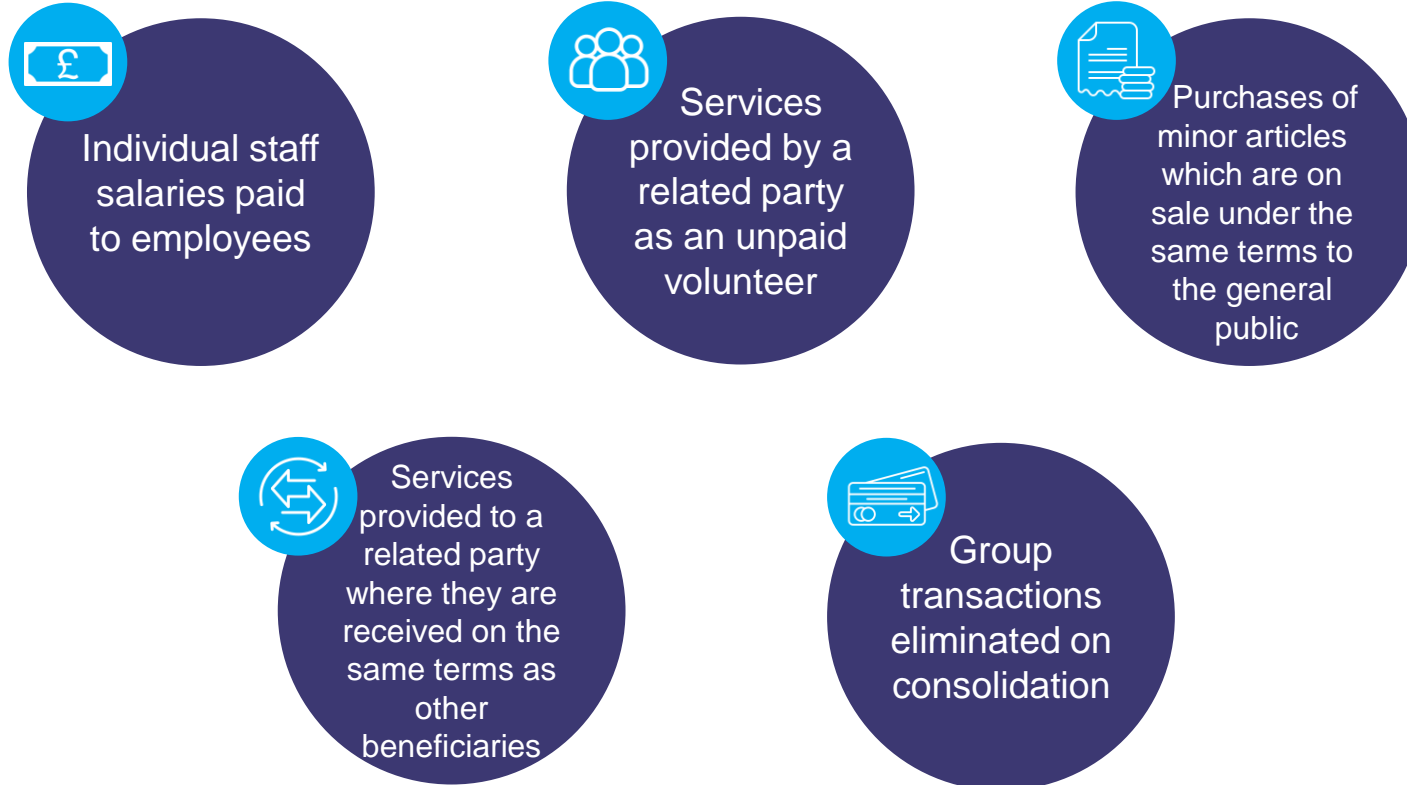 £
Individual staff
salaries paid
to employees
Services
provided by a
related party
as an unpaid
volunteer
Purchases of
minor articles
which are on
sale under the
same terms to
the general
public
Services
provided to a
related party
where they are
received on the
same terms as
other
beneficiaries
Group
transactions
eliminated on
consolidation